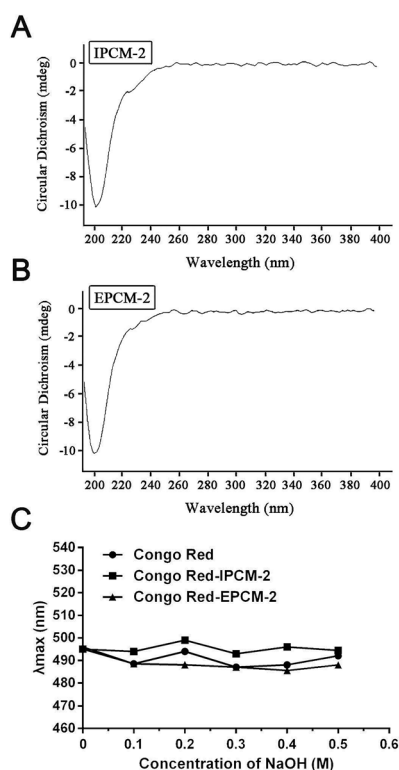 A
IPCM-2
Circular Dichroism (mdeg)
0
-2
-4
-6
-8
-10
200 220 240 260 280 300 320 340 360 380 400
Wavelength (nm)
B
EPCM-2
Circular Dichroism (mdeg)
0
-2
-4
-6
-8
-10
200 220 240 260 280 300 320 340 360 380 400
Wavelength (nm)
C
λmax (nm)
540
530
520
510
500
490
480
470
460
Congo Red
Congo Red-IPCM-2
Congo Red-EPCM-2
0 0.1 0.2 0.3 0.4 0.5 0.6
Concentration of NaOH (M)